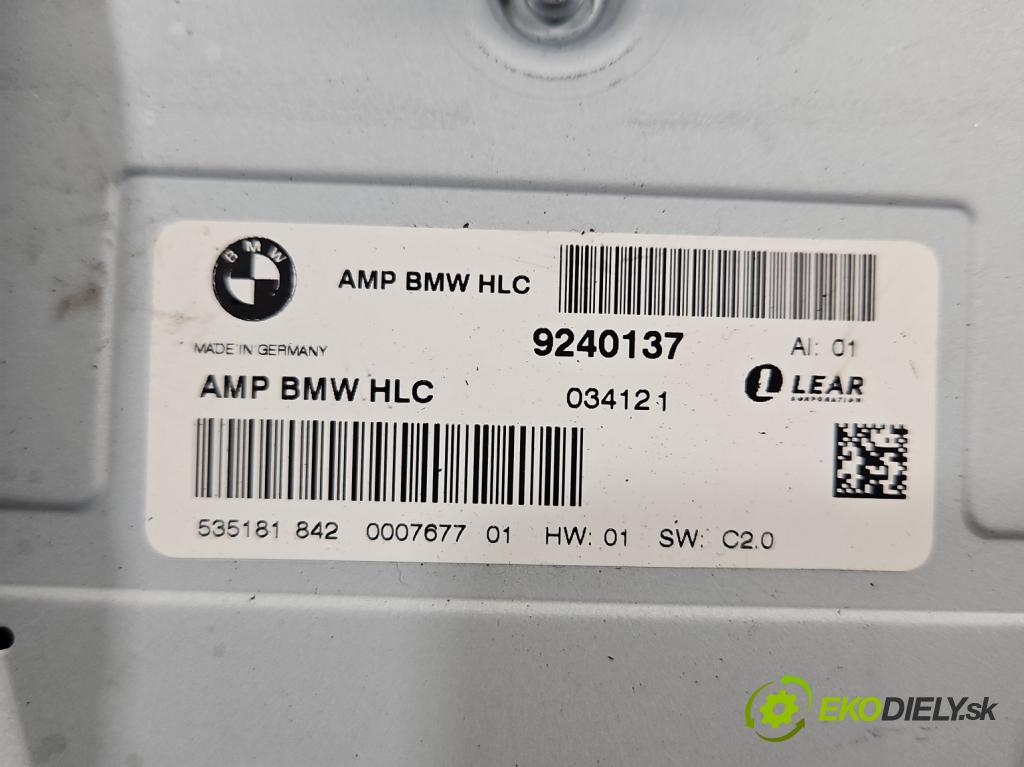 BMW
AMP BMW HLC
MADE IN GERMANY
9240137
AI: 01
AMP BMW HLC
034121
LEAR
CORPORATION
535181 842 0007677 01 HW: 01 SW: C2.0
EKODIELY.sk